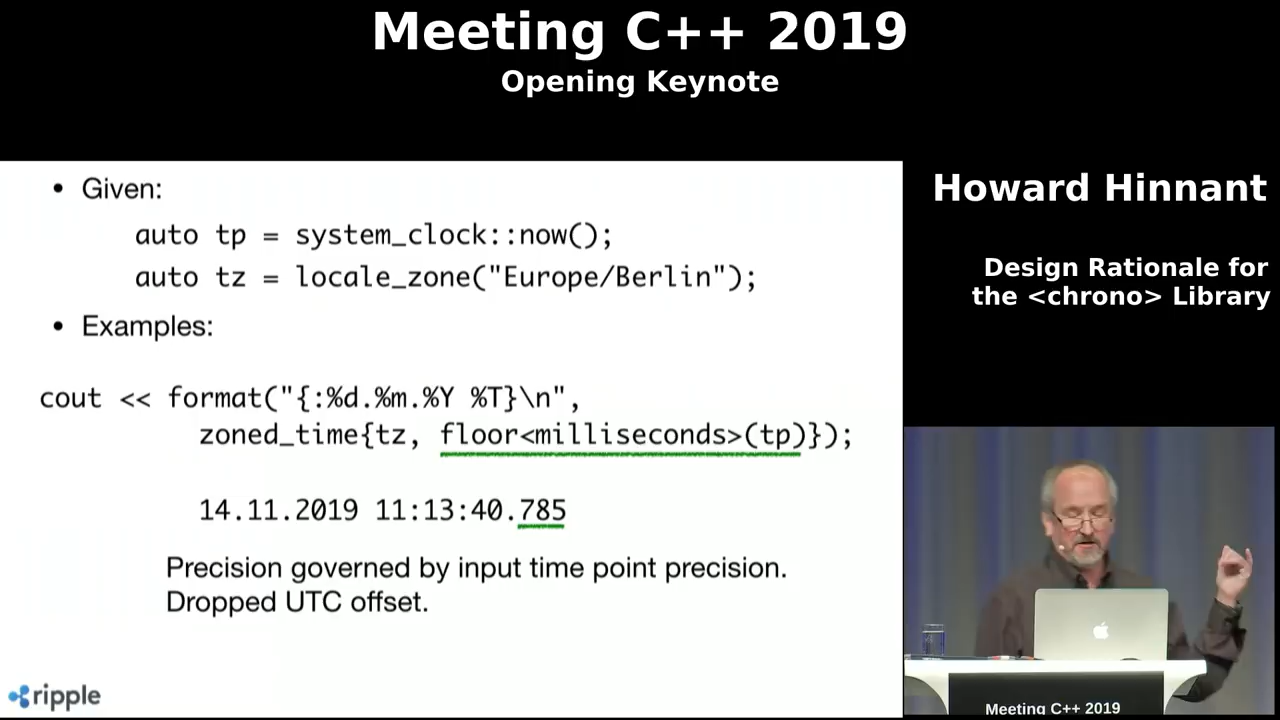 Meeting C++ 2019
Opening Keynote
• Given:
auto tp = system_clock::now();
auto tz = locale_zone("Europe/Berlin");
• Examples:
cout << format("{:%d.%m.%Y %T}\n",
zoned_time{tz, floor<milliseconds>(tp)});
14.11.2019 11:13:40.785
Precision governed by input time point precision.
Dropped UTC offset.
ripple
Howard Hinnant
Design Rationale for
the <chrono> Library
Meeting C++ 2019